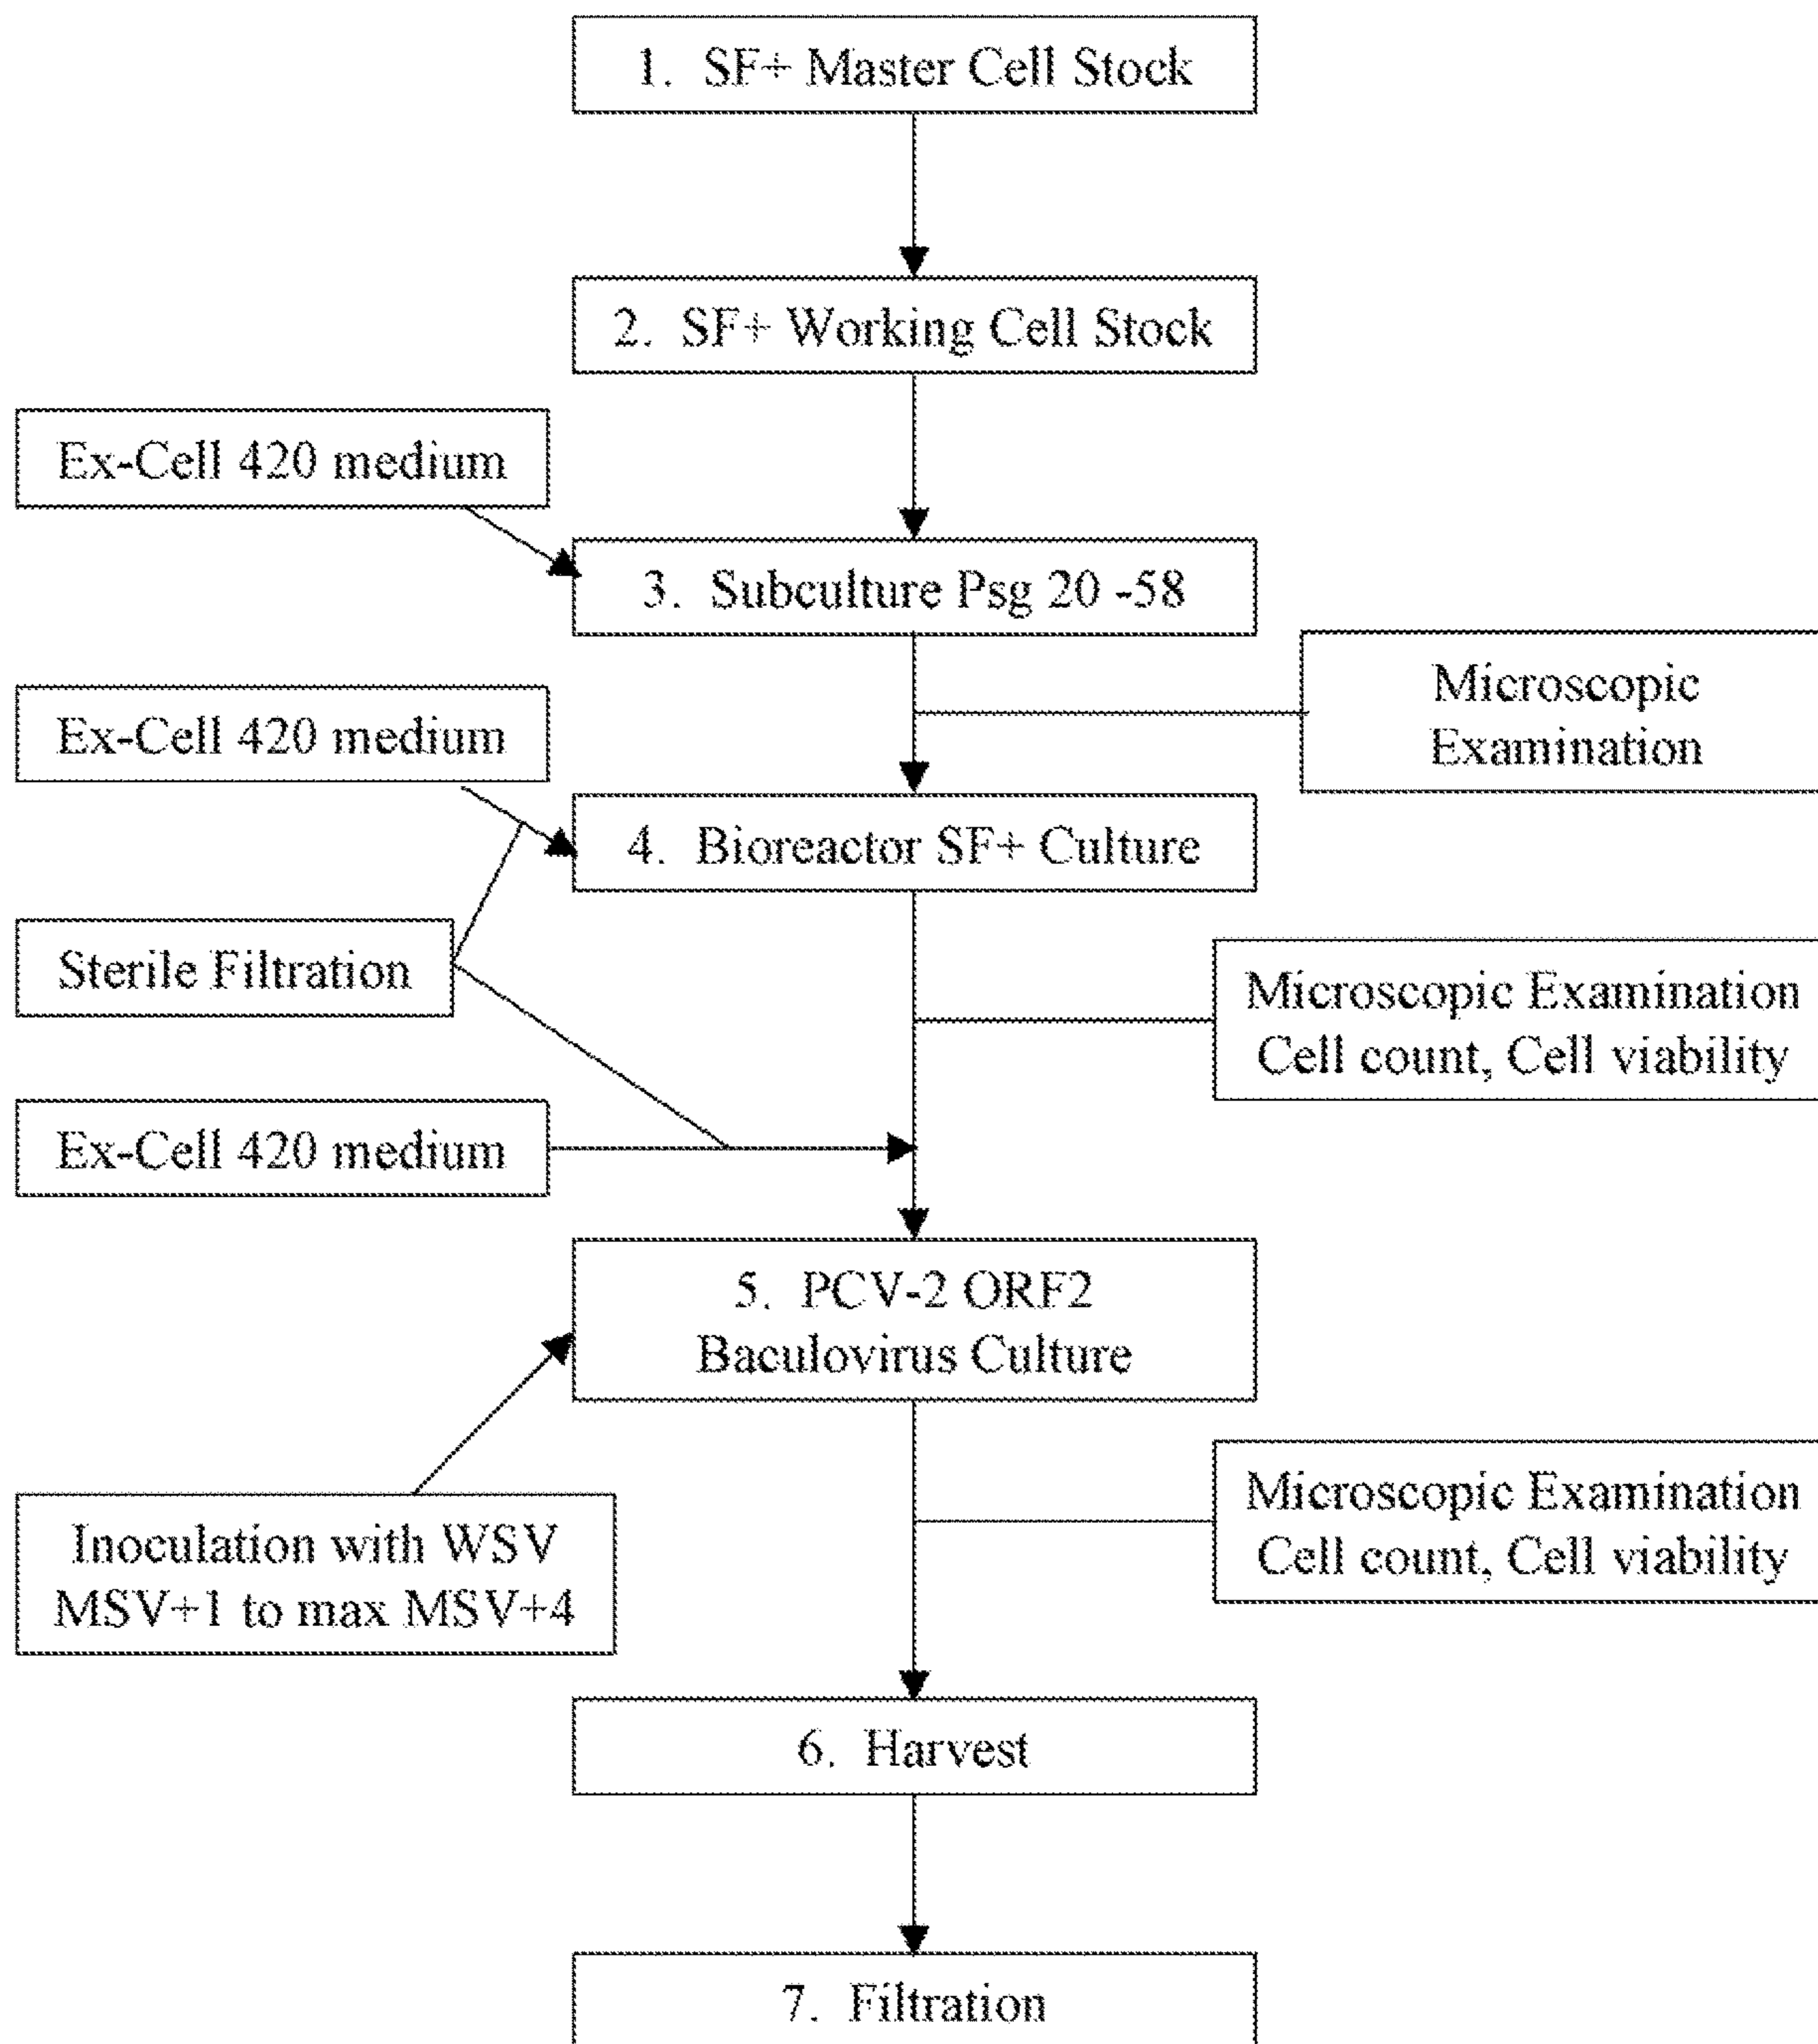 1. SF+ Master Cell Stock
2. SF+ Working Cell Stock
Ex-Cell 420 medium
3. Subculture Psg 20 -58
Microscopic
Examination
Ex-Cell 420 medium
4. Bioreactor SF+ Culture
Sterile Filtration
Microscopic Examination
Cell count, Cell viability
Ex-Cell 420 medium
5. PCV-2 ORF2
Baculovirus Culture
Inoculation with WSV
MSV+1 to max MSV+4
Microscopic Examination
Cell count, Cell viability
6. Harvest
7. Filtration